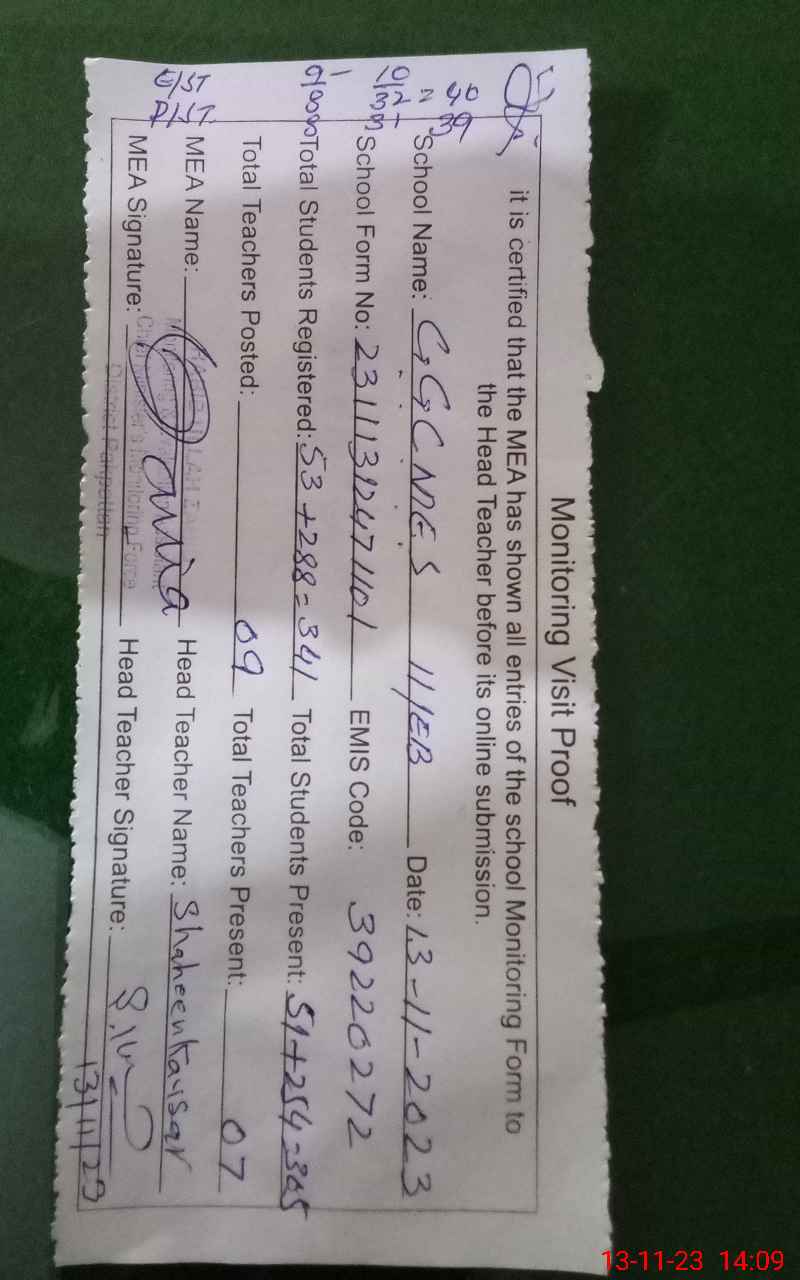 Monitoring Visit Proof
it is certified that the MEA has shown all entries of the school Monitoring Form to
the Head Teacher before its online submission.
School Name: G.G.C.M.E.S 11/EB Date: 13-11-2023
School Form No: EMIS Code: 39220272
Total Students Registered: 53+288=341 Total Students Present: 51+254=305
Total Teachers Posted: 09 Total Teachers Present: 07
MEA Name: Head Teacher Name: Shaheen Kausar
MEA Signature: Head Teacher Signature:
District Pakpattan
13/11/23
13-11-23 14:09